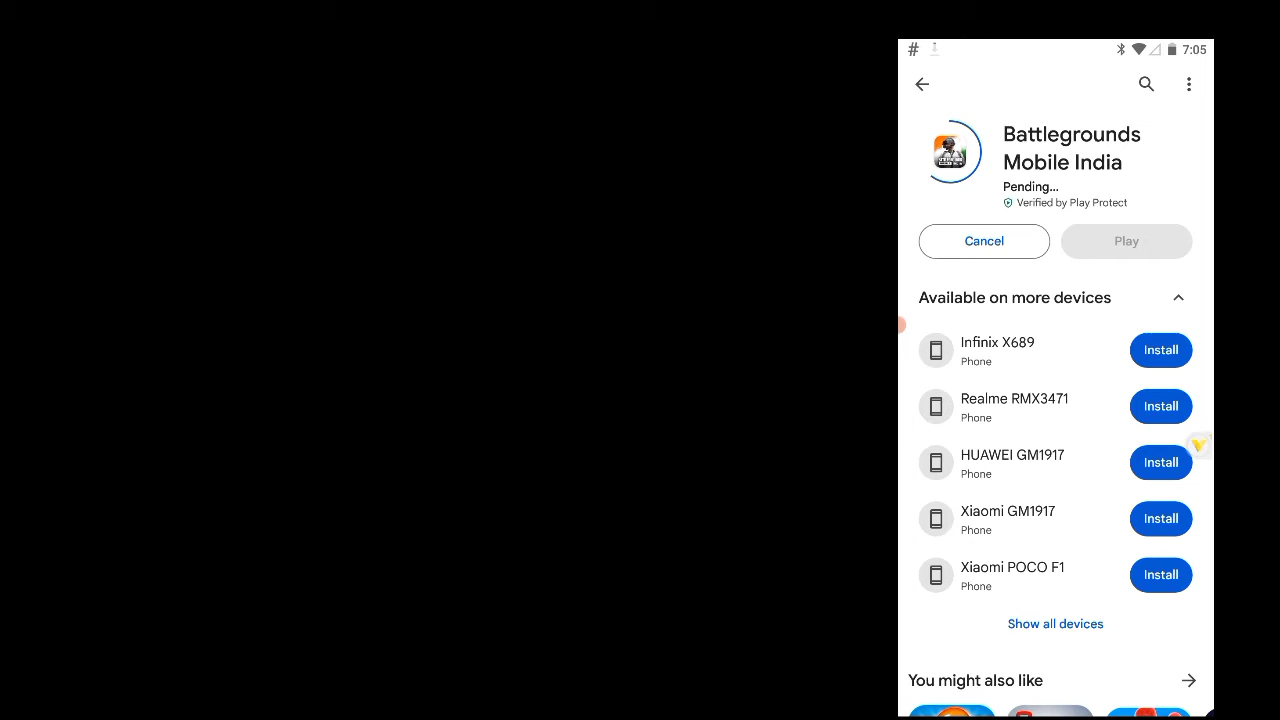 # 7:05
Battlegrounds
Mobile India
Pending...
Verified by Play Protect
Cancel Play
Available on more devices
Infinix X689
Phone
Install
Realme RMX3471
Phone
Install
HUAWEI GM1917
Phone
Install
Xiaomi GM1917
Phone
Install
Xiaomi POCO F1
Phone
Install
Show all devices
You might also like